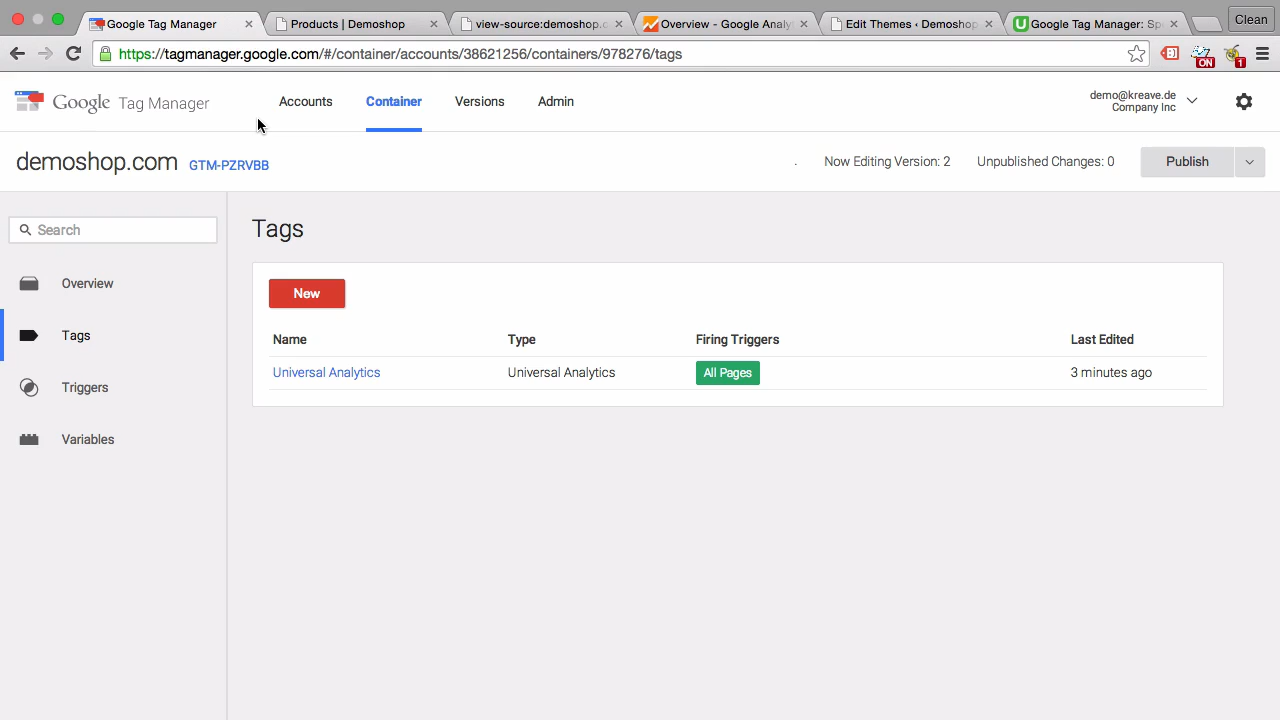 Google Tag Manager
Products | Demoshop
view-source:demoshop.c
Overview - Google Analy
Edit Themes ‹ Demoshop
Google Tag Manager: Sp
Clean
https://tagmanager.google.com/#/container/accounts/38621256/containers/978276/tags
ON
1
Google Tag Manager
Accounts
Container
Versions
Admin
demo@kreave.de
Company Inc
demoshop.com GTM-PZRVBB
Now Editing Version: 2
Unpublished Changes: 0
Publish
Search
Overview
Tags
Triggers
Variables
Tags
New
Name Type Firing Triggers Last Edited
Universal Analytics Universal Analytics All Pages 3 minutes ago